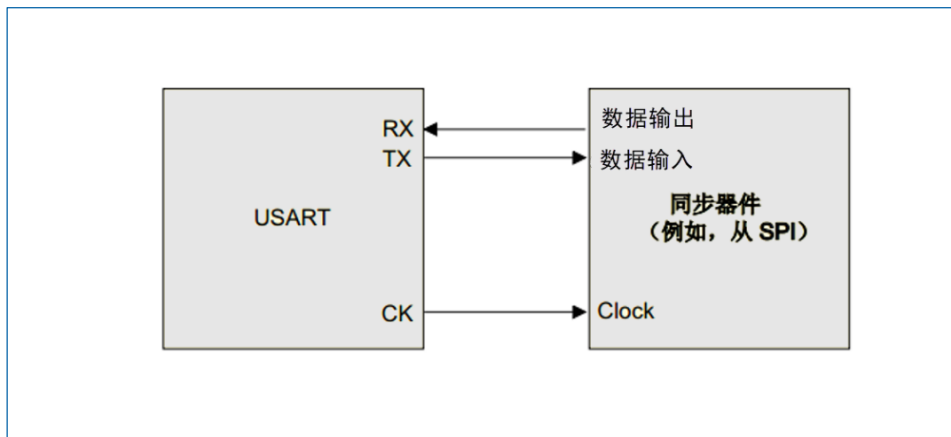 RX
TX
USART
CK
数据输出
数据输入
同步器件
（例如，从 SPI）
Clock